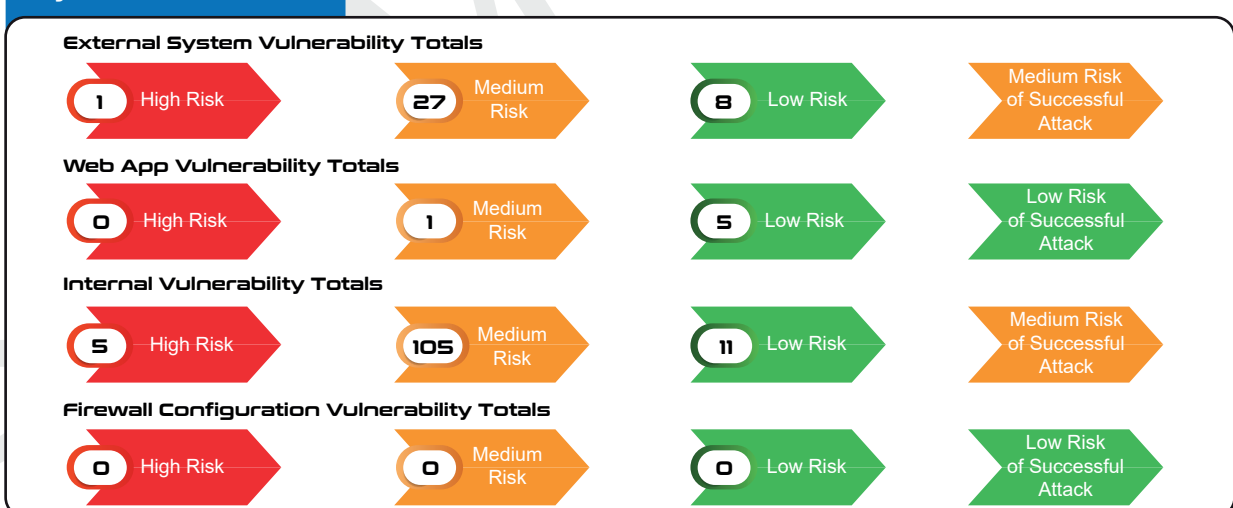 External System Vulnerability Totals
1 High Risk
27 Medium
Risk
8 Low Risk
Medium Risk
of Successful
Attack
Web App Vulnerability Totals
0 High Risk
1 Medium
Risk
5 Low Risk
Low Risk
of Successful
Attack
Internal Vulnerability Totals
5 High Risk
105 Medium
Risk
11 Low Risk
Medium Risk
of Successful
Attack
Firewall Configuration Vulnerability Totals
0 High Risk
0 Medium
Risk
0 Low Risk
Low Risk
of Successful
Attack